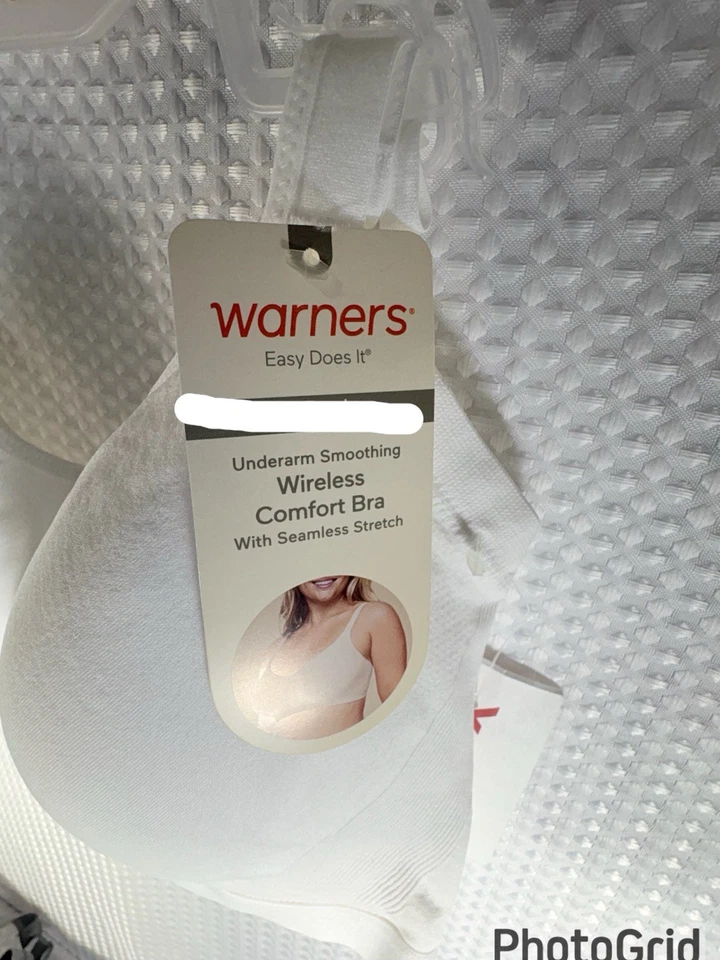 warners®
Easy Does It®
Underarm Smoothing
Wireless
Comfort Bra
With Seamless Stretch
PhotoGrid